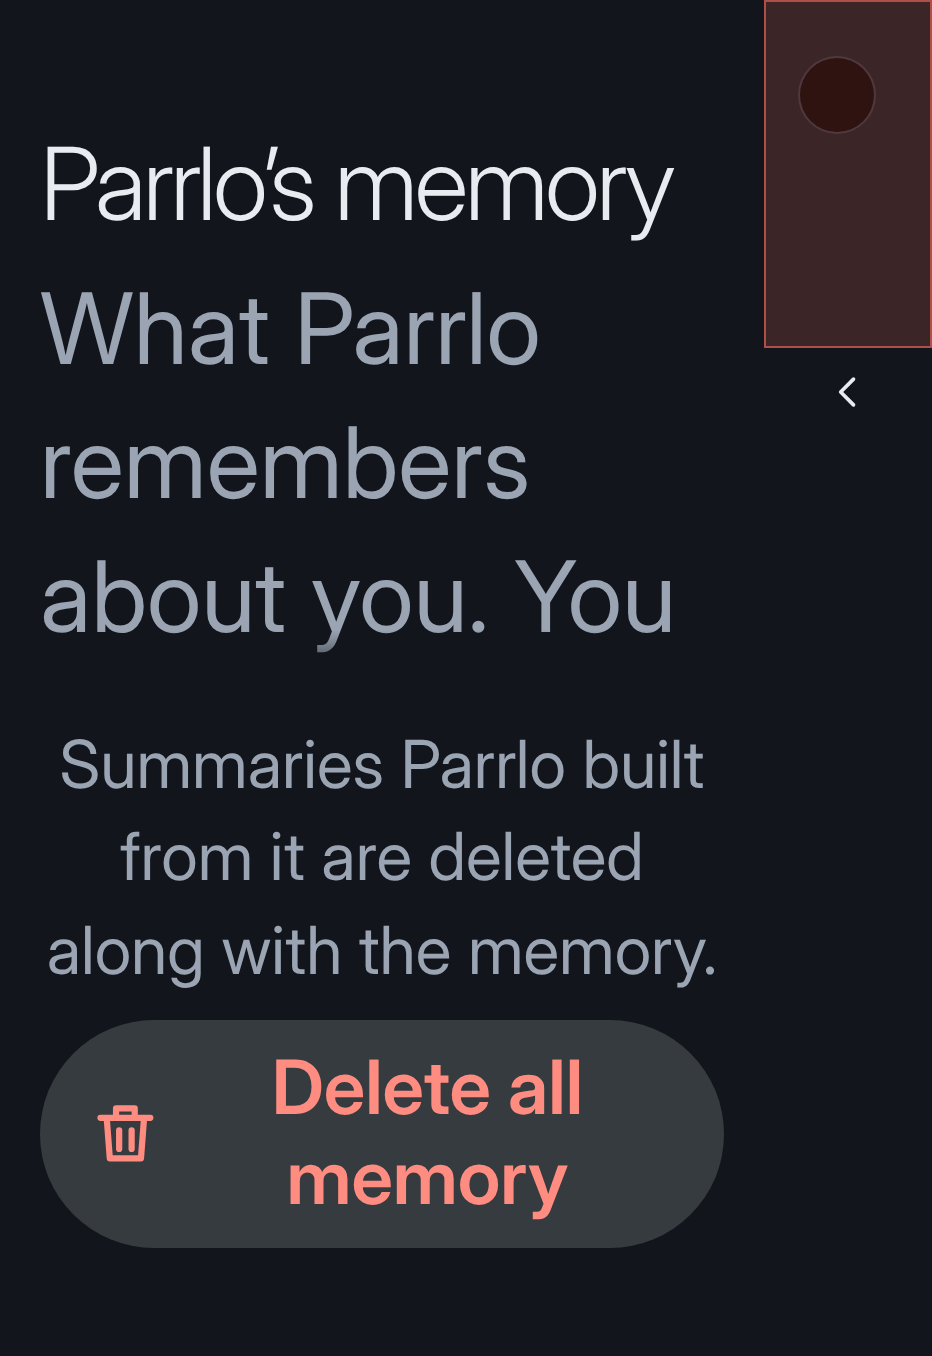 Parrlo’s memory
What Parrlo
remembers
about you. You
Summaries Parrlo built
from it are deleted
along with the memory.
Delete all
memory